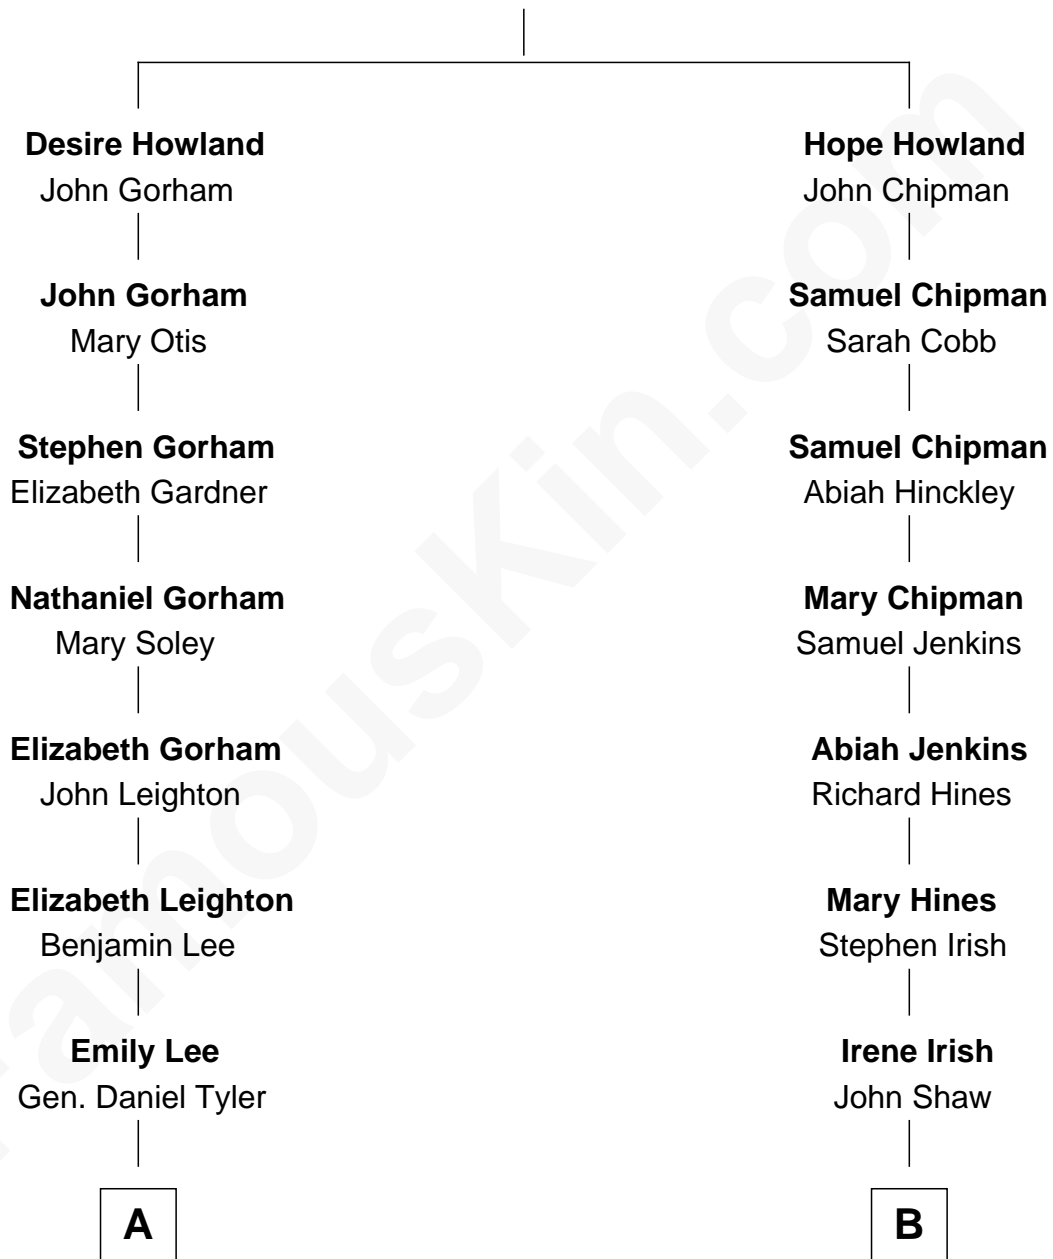 Desire Howland
John Gorham
John Gorham
Mary Otis
Stephen Gorham
Elizabeth Gardner
Nathaniel Gorham
Mary Soley
Elizabeth Gorham
John Leighton
Elizabeth Leighton
Benjamin Lee
Emily Lee
Gen. Daniel Tyler
A
Hope Howland
John Chipman
Samuel Chipman
Sarah Cobb
Samuel Chipman
Abiah Hinckley
Mary Chipman
Samuel Jenkins
Abiah Jenkins
Richard Hines
Mary Hines
Stephen Irish
Irene Irish
John Shaw
B
FamousKin.com